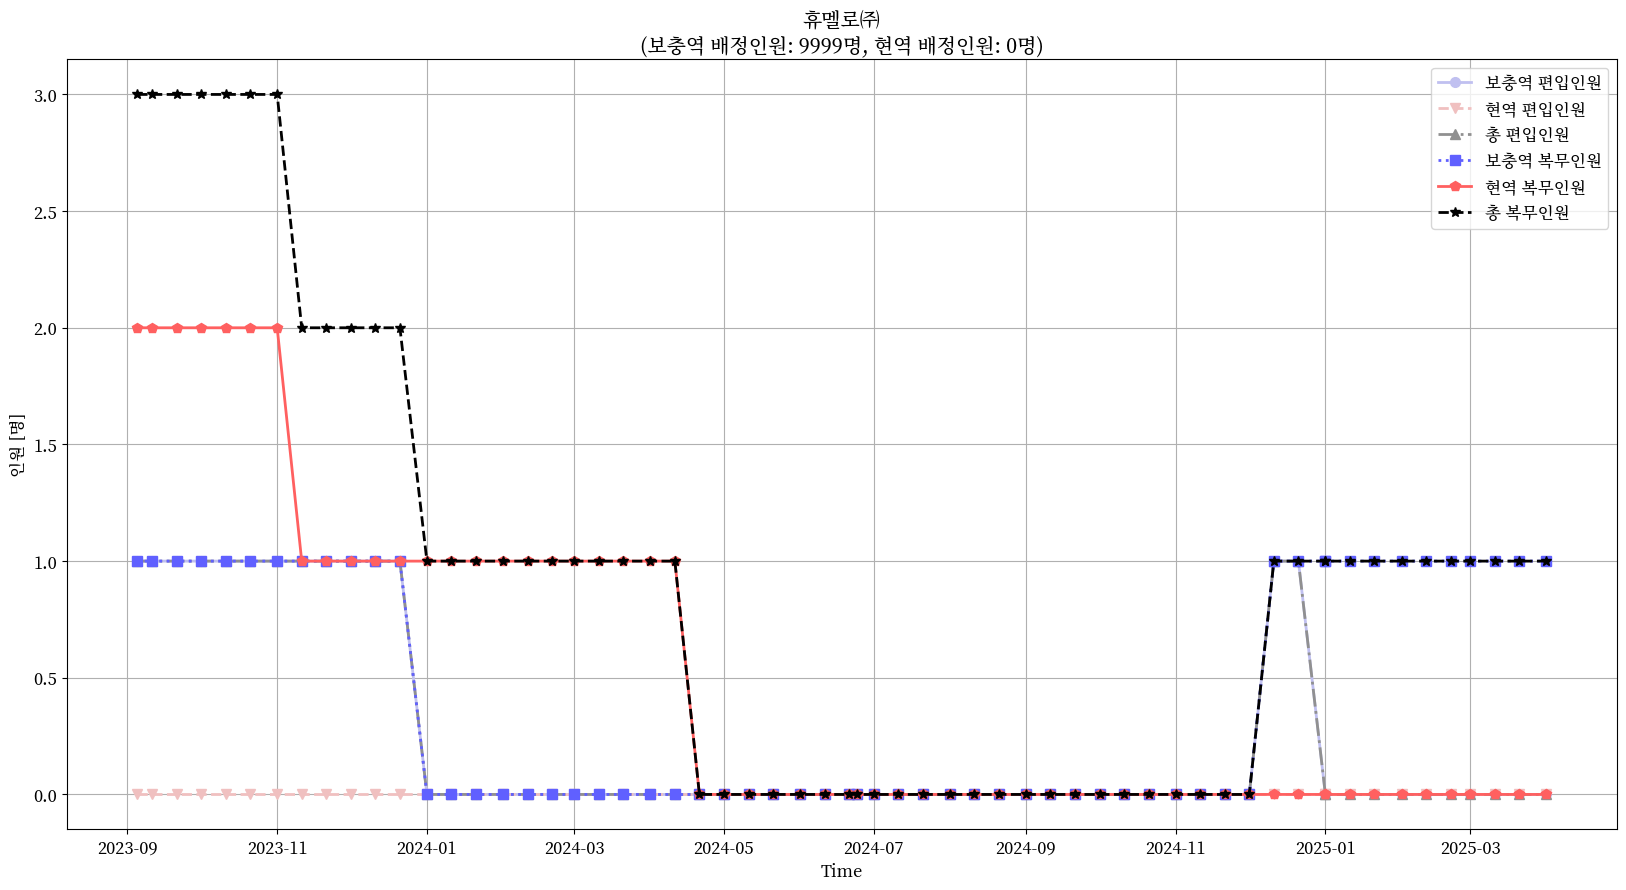 휴멜로㈜
(보충역 배정인원: 9999명, 현역 배정인원: 0명)
보충역 편입인원
현역 편입인원
총 편입인원
보충역 복무인원
현역 복무인원
총 복무인원
3.0
2.5
2.0
1.5
1.0
0.5
0.0
인원 [명]
2023-09
2023-11
2024-01
2024-03
2024-05
2024-07
2024-09
2024-11
2025-01
2025-03
Time